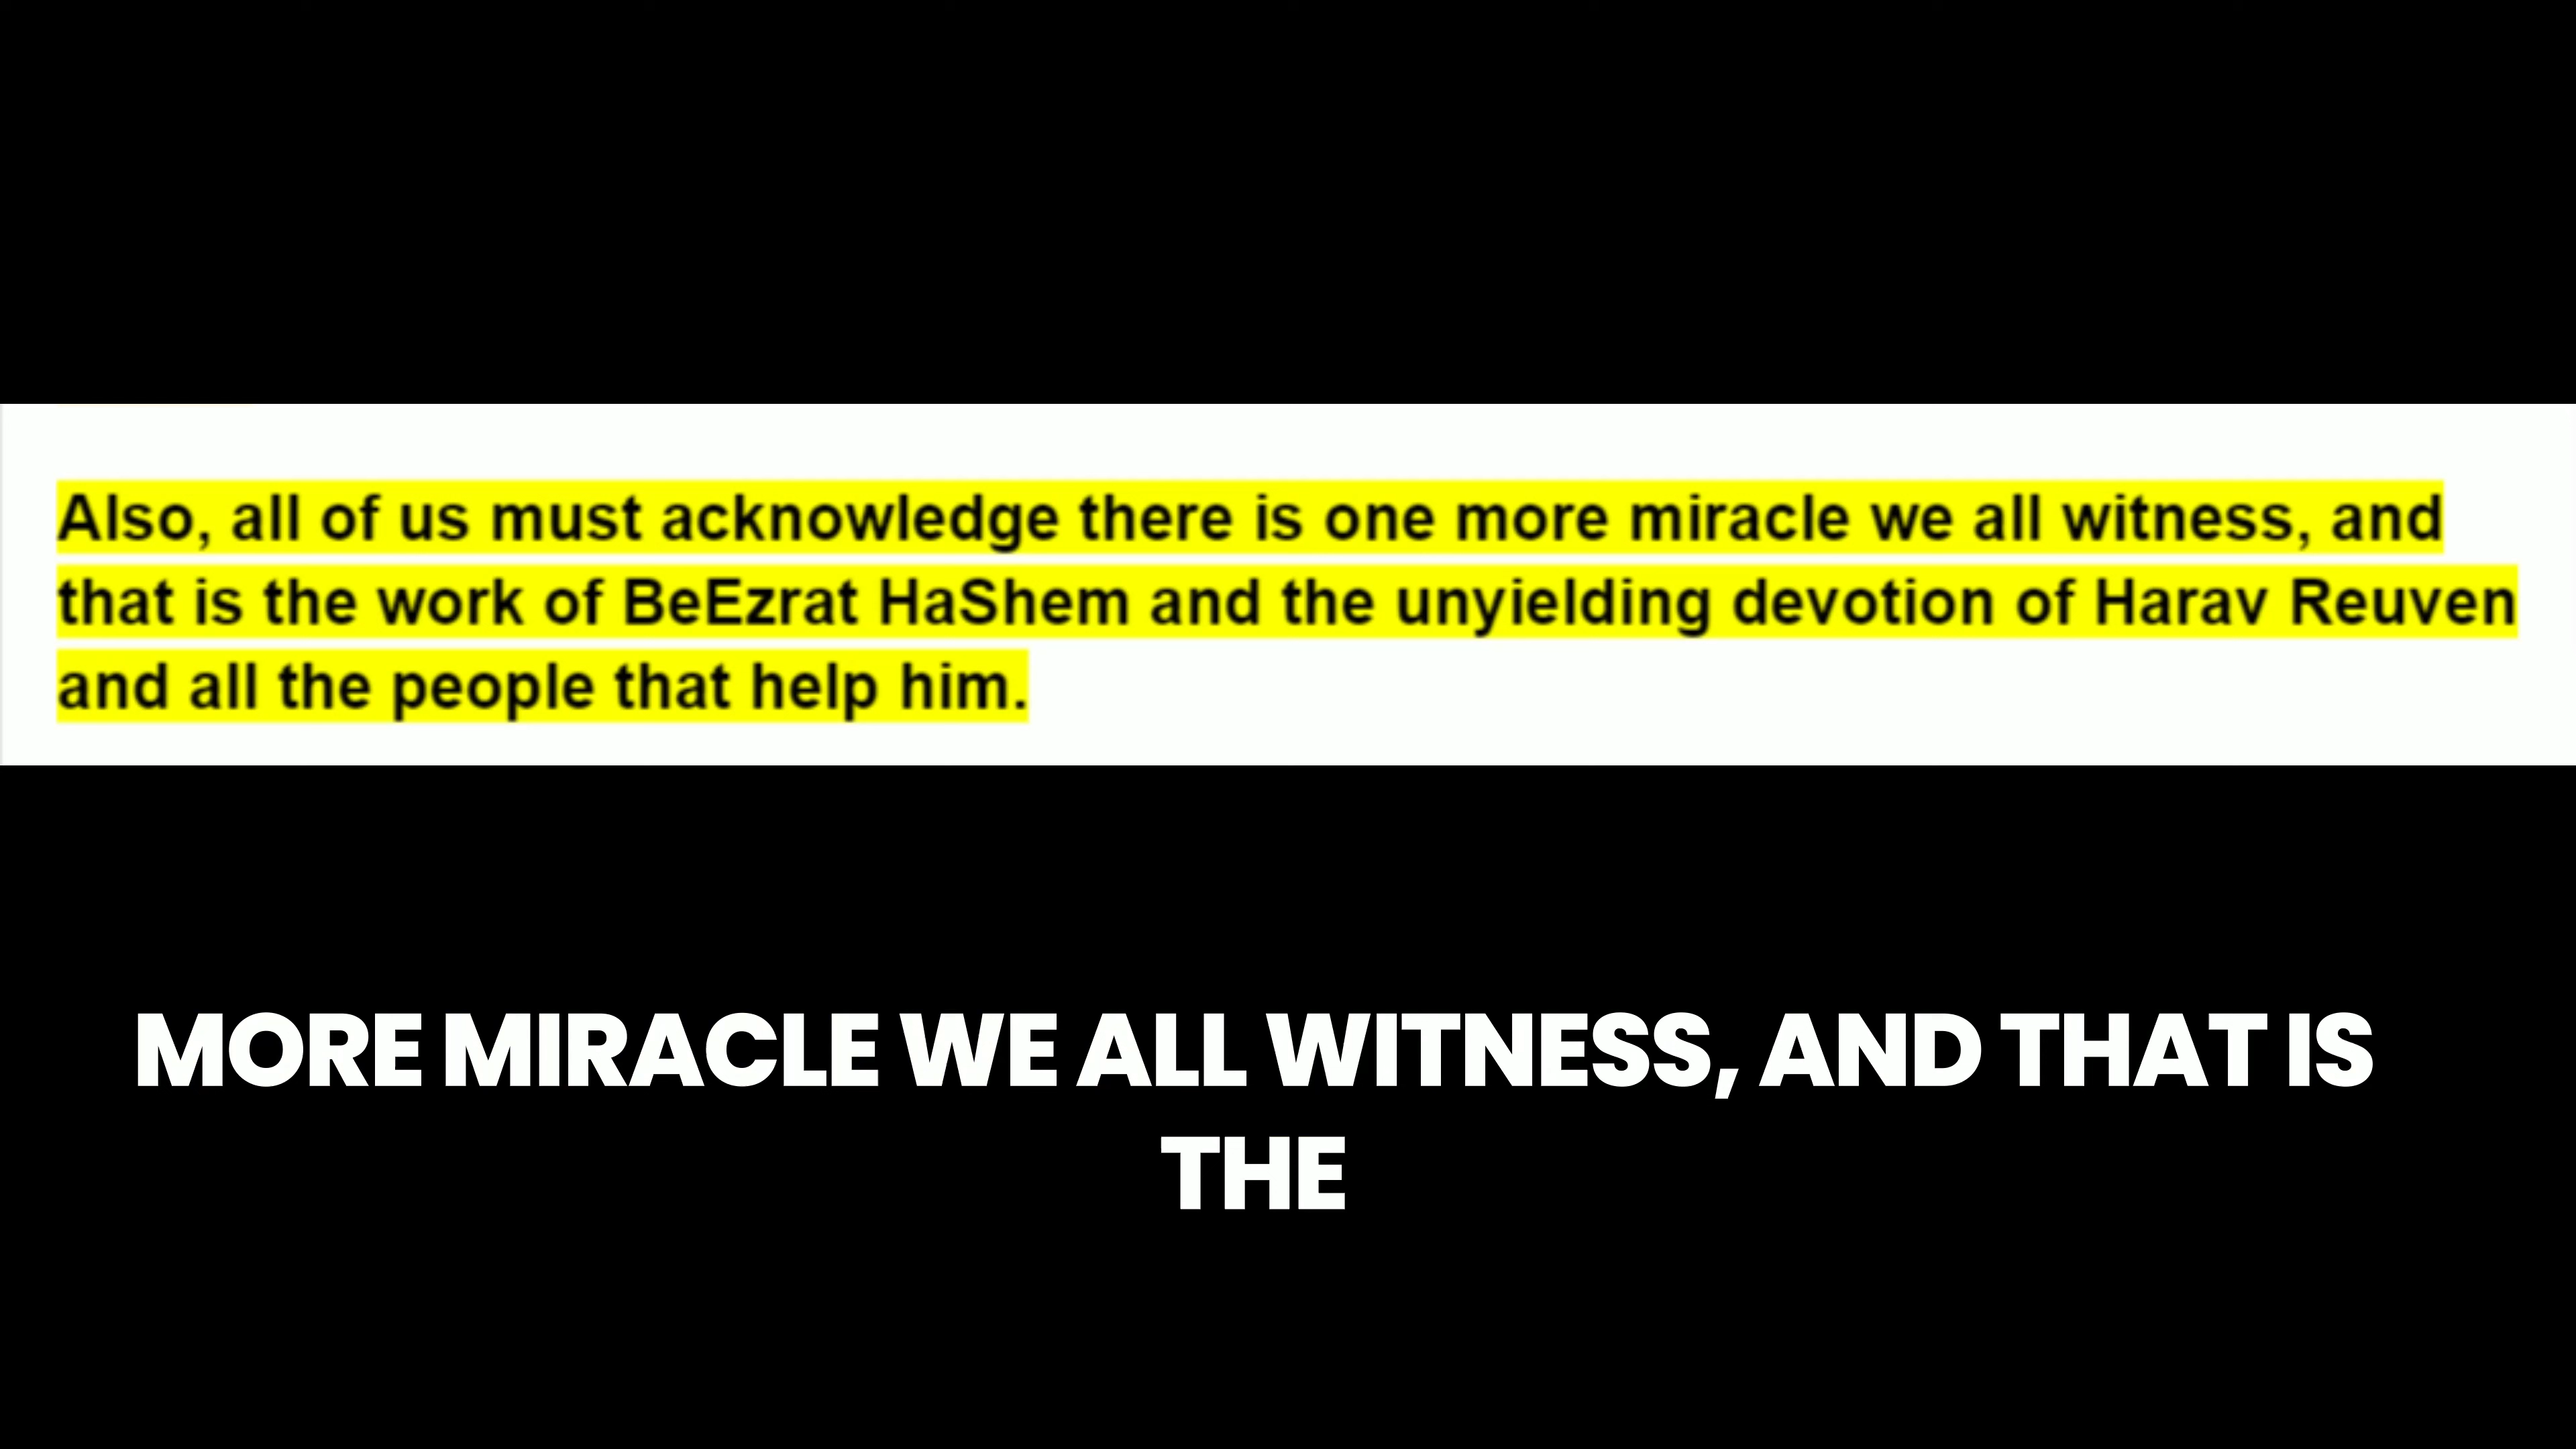 Also, all of us must acknowledge there is one more miracle we all witness, and
that is the work of BeEzrat HaShem and the unyielding devotion of Harav Reuven
and all the people that help him.
MORE MIRACLE WE ALL WITNESS, AND THAT IS
THE